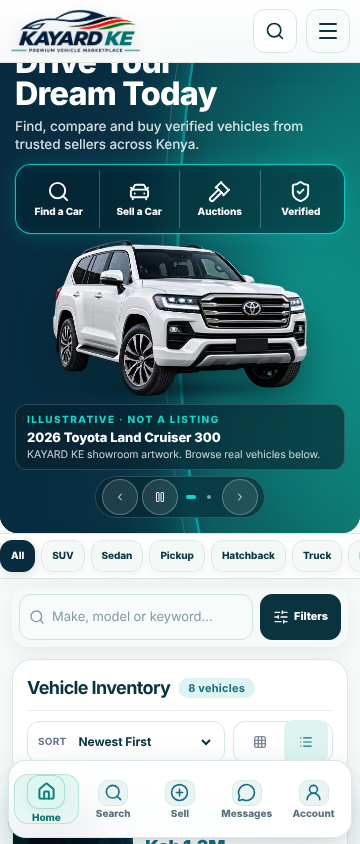 KAYARD KE
PREMIUM VEHICLE MARKETPLACE
Drive Your
Dream Today
Find, compare and buy verified vehicles from
trusted sellers across Kenya.
Find a Car
Sell a Car
Auctions
Verified
ILLUSTRATIVE · NOT A LISTING
2026 Toyota Land Cruiser 300
KAYARD KE showroom artwork. Browse real vehicles below.
All
SUV
Sedan
Pickup
Hatchback
Truck
Make, model or keyword...
Filters
Vehicle Inventory
8 vehicles
SORT
Newest First
Home
Search
Sell
Messages
Account